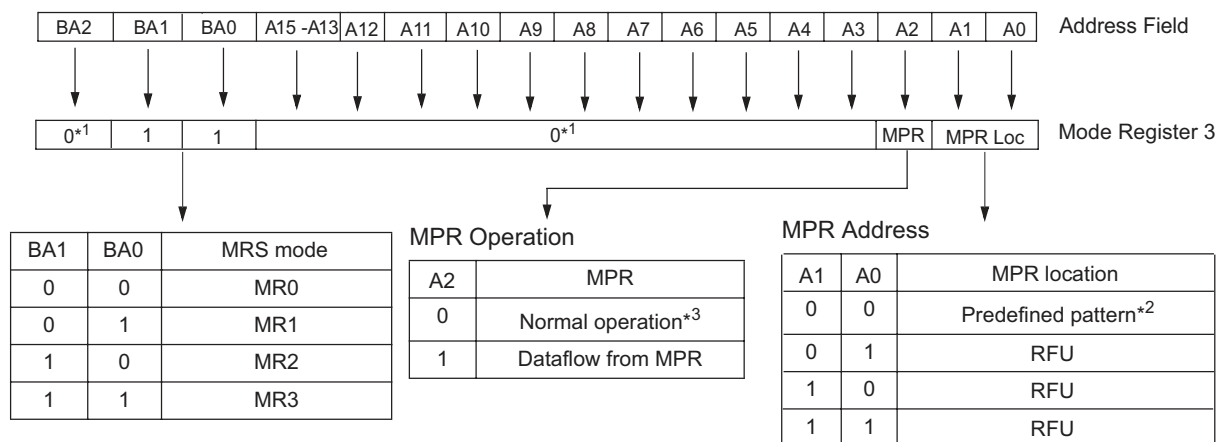 BA2 BA1 BA0 A15 -A13 A12 A11 A10 A9 A8 A7 A6 A5 A4 A3 A2 A1 A0 Address Field
0*1 1 1 0*1 MPR MPR Loc Mode Register 3
BA1 BA0 MRS mode
0 0 MR0
0 1 MR1
1 0 MR2
1 1 MR3
MPR Operation
A2 MPR
0 Normal operation*3
1 Dataflow from MPR
MPR Address
A1 A0 MPR location
0 0 Predefined pattern*2
0 1 RFU
1 0 RFU
1 1 RFU